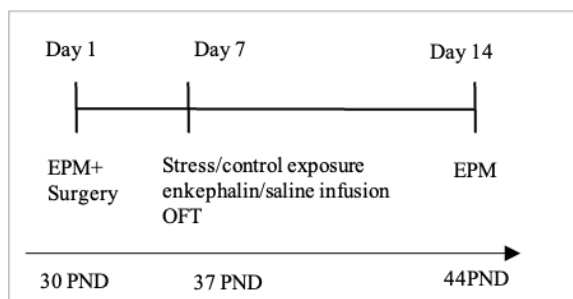 Day 1
Day 7
Day 14
EPM+
Surgery
Stress/control exposure
enkephalin/saline infusion
OFT
EPM
30 PND
37 PND
44PND